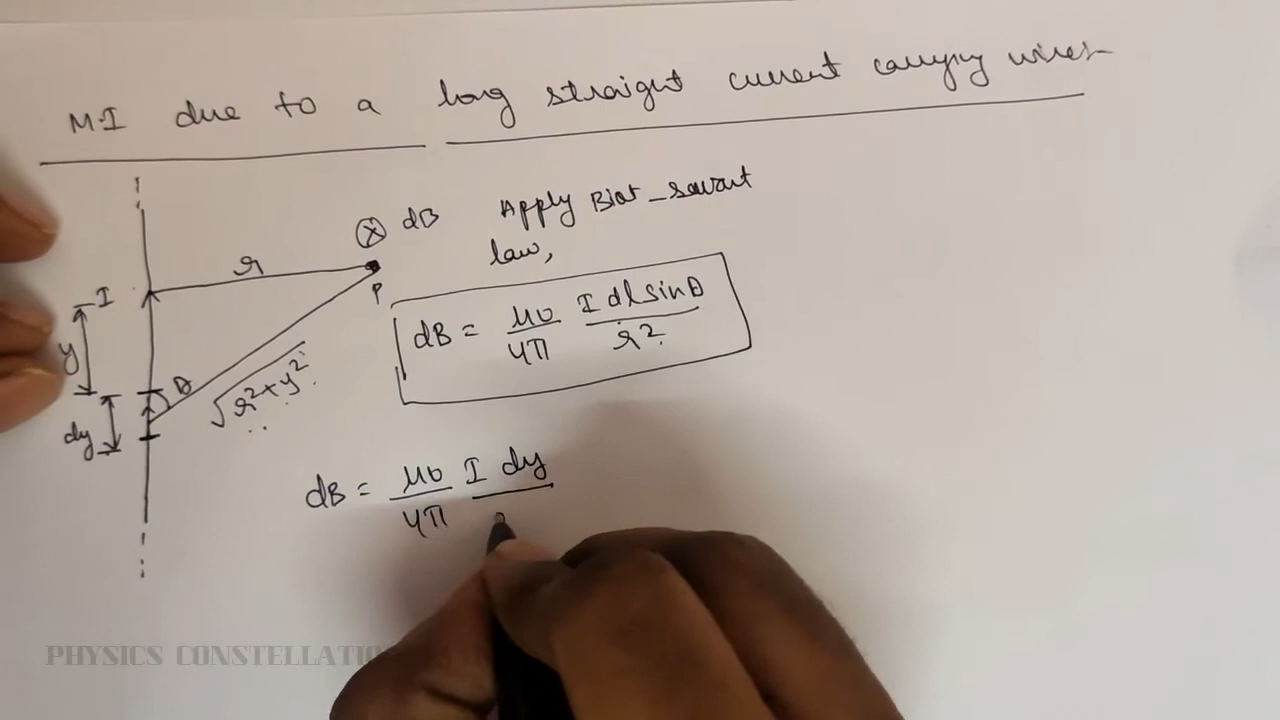 M.I due to a long straight current carrying wire
⊗ dB
Apply Biot - savart
law,
r
P
I
dB = μ0/4π I dl sinθ/r²
y
θ
√r²+y²
dy
dB = μ0/4π I dy
PHYSICS CONSTELLATIO